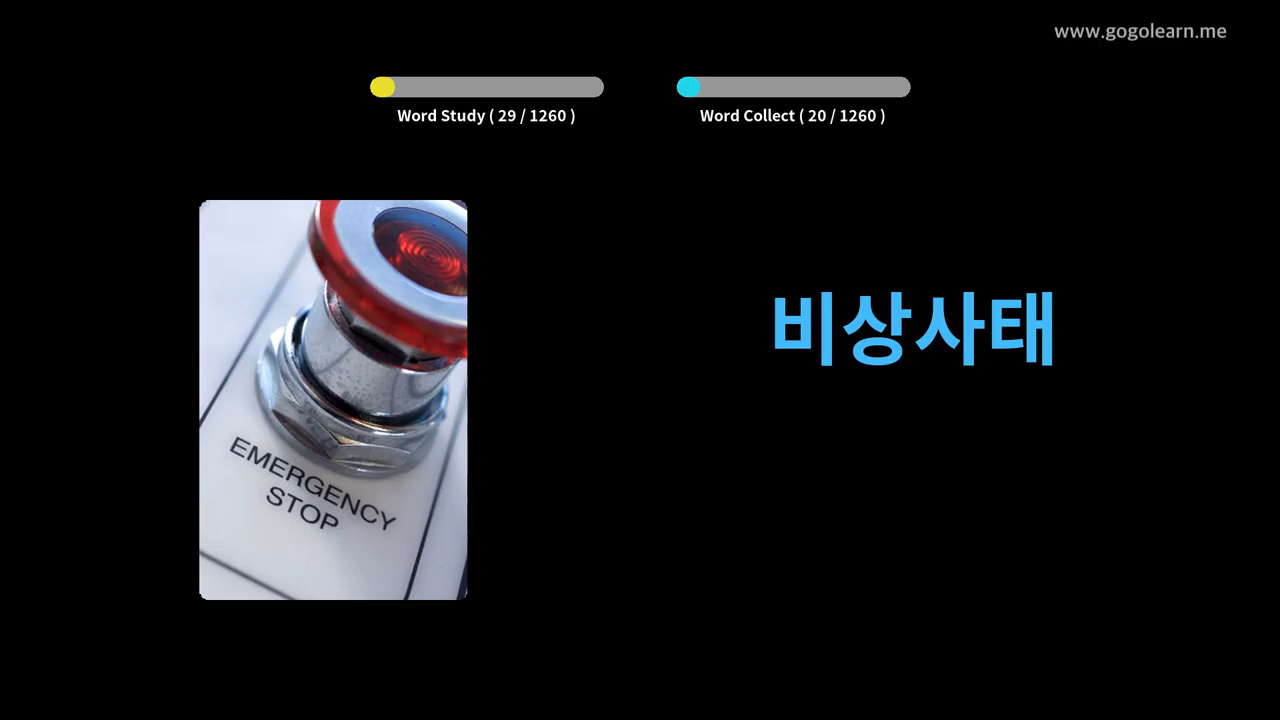 www.gogolearn.me
Word Study ( 29 / 1260 )
Word Collect ( 20 / 1260 )
비상사태
EMERGENCY
STOP